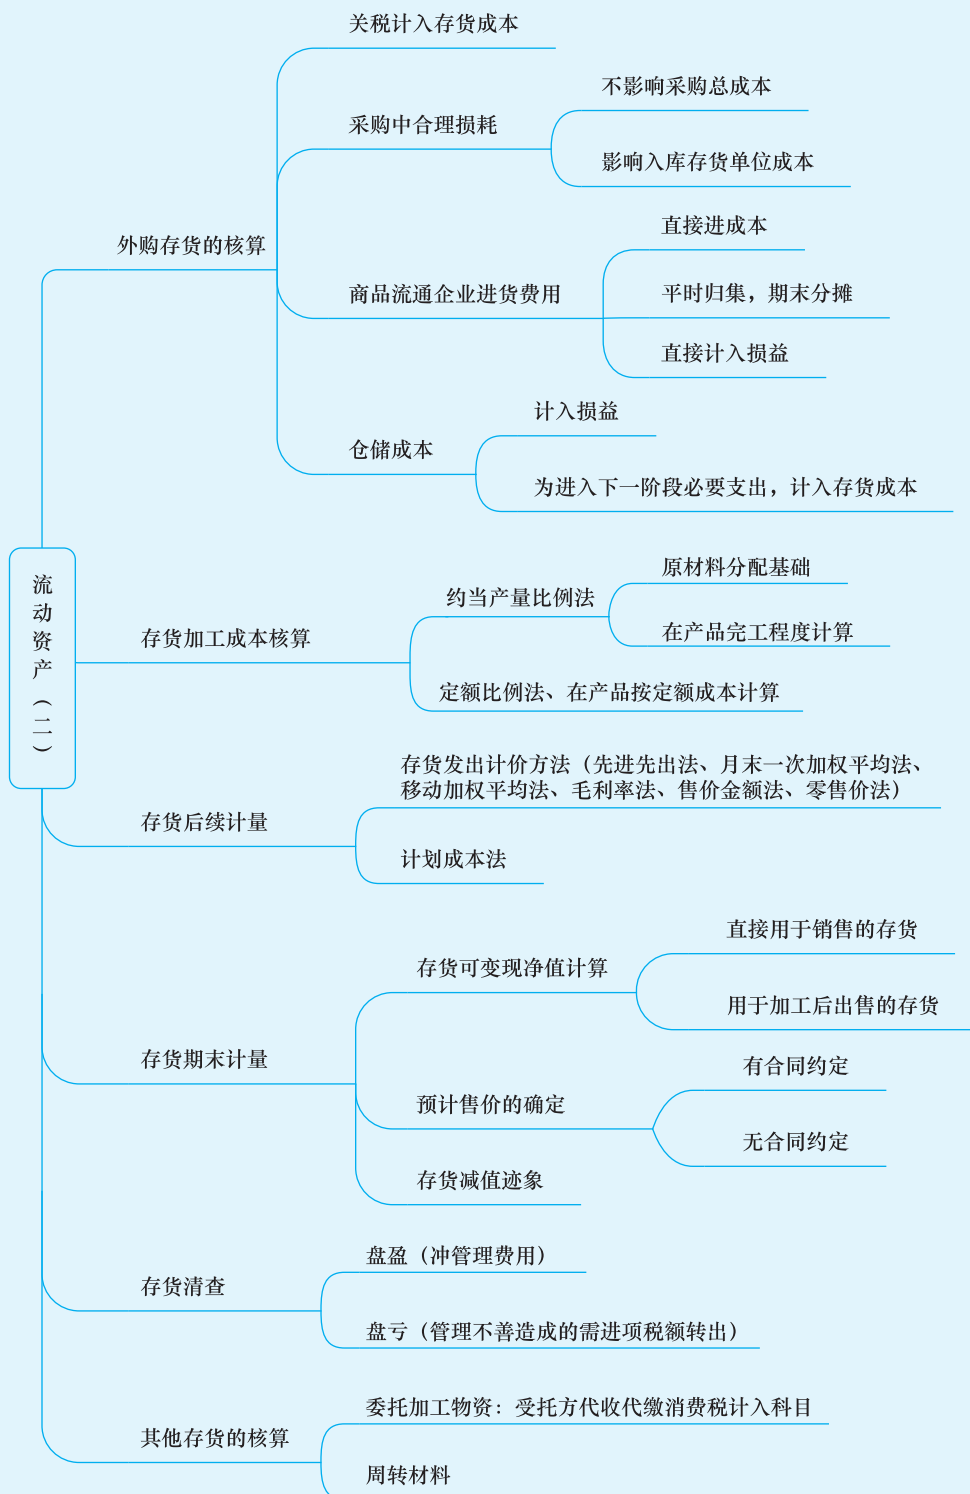 流动资产（二）
外购存货的核算
关税计入存货成本
采购中合理损耗
不影响采购总成本
影响入库存货单位成本
商品流通企业进货费用
直接进成本
平时归集，期末分摊
直接计入损益
仓储成本
计入损益
为进入下一阶段必要支出，计入存货成本
存货加工成本核算
约当产量比例法
原材料分配基础
在产品完工程度计算
定额比例法、在产品按定额成本计算
存货后续计量
存货发出计价方法（先进先出法、月末一次加权平均法、
移动加权平均法、毛利率法、售价金额法、零售价法）
计划成本法
存货期末计量
存货可变现净值计算
直接用于销售的存货
用于加工后出售的存货
预计售价的确定
有合同约定
无合同约定
存货减值迹象
存货清查
盘盈（冲管理费用）
盘亏（管理不善造成的需进项税额转出）
其他存货的核算
委托加工物资：受托方代收代缴消费税计入科目
周转材料